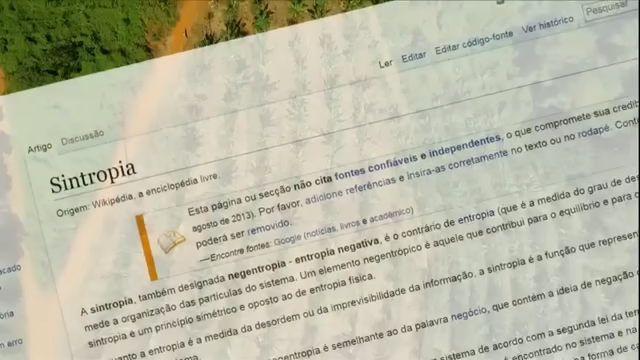 Pesquisar
Ler Editar Editar código-fonte Ver histórico
Artigo Discussão
Sintropia
Origem: Wikipédia, a enciclopédia livre.
Esta página ou secção não cita fontes confiáveis e independentes, o que compromete sua
agosto de 2013). Por favor, adicione referências e insira-as corretamente no texto ou no rodapé.
poderá ser removido.
—Encontre fontes: Google (notícias, livros e acadêmico)
A sintropia, também designada negentropia - entropia negativa, é o contrário de entropia (que é a medida do grau de
mede a organização das partículas do sistema. Um elemento negentrópico é aquele que contribui para o equilíbrio e para o
sintropia é um princípio simétrico e oposto ao de entropia física.
a entropia é a medida da desordem ou da imprevisibilidade da informação, a sintropia é a função que
é semelhante ao da palavra negócio, que contém a ideia de negação
sistema de acordo com a segunda lei da
é encontrado no sistema e
na forma de